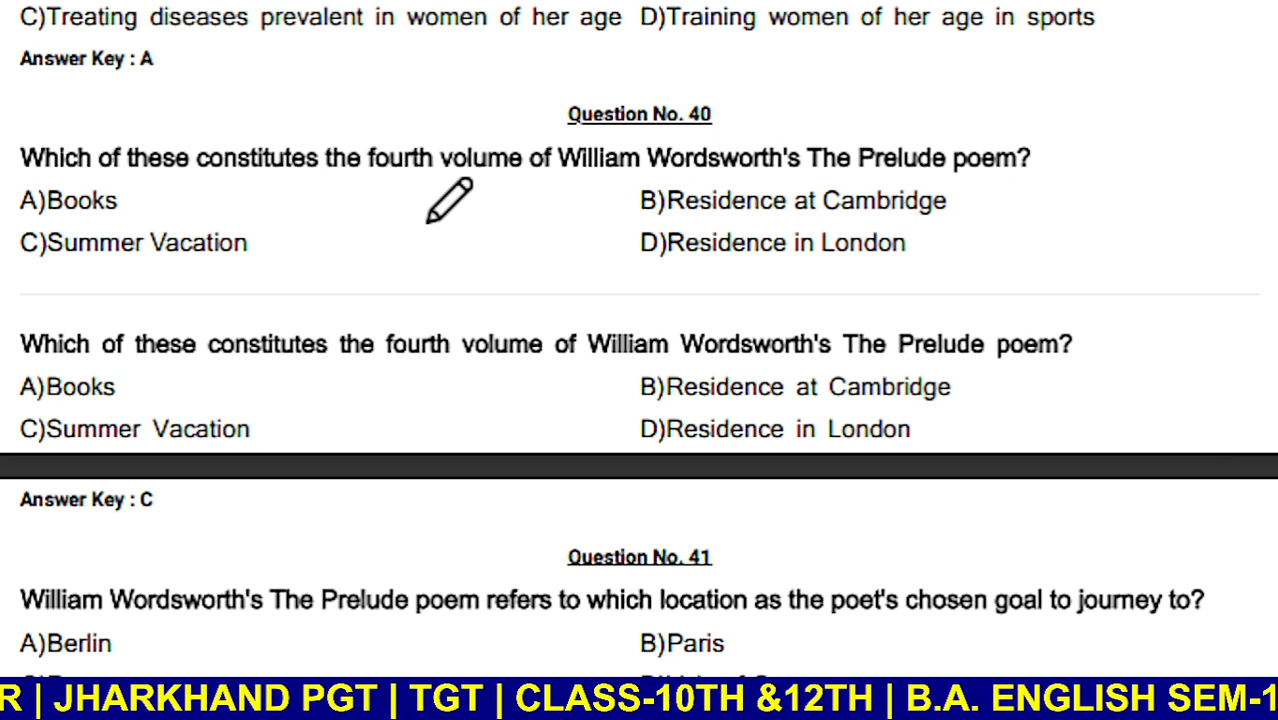 C)Treating diseases prevalent in women of her age D)Training women of her age in sports
Answer Key : A
Question No. 40
Which of these constitutes the fourth volume of William Wordsworth's The Prelude poem?
A)Books B)Residence at Cambridge
C)Summer Vacation D)Residence in London
Which of these constitutes the fourth volume of William Wordsworth's The Prelude poem?
A)Books B)Residence at Cambridge
C)Summer Vacation D)Residence in London
Answer Key : C
Question No. 41
William Wordsworth's The Prelude poem refers to which location as the poet's chosen goal to journey to?
A)Berlin B)Paris
R | JHARKHAND PGT | TGT | CLASS-10TH &12TH | B.A. ENGLISH SEM-1